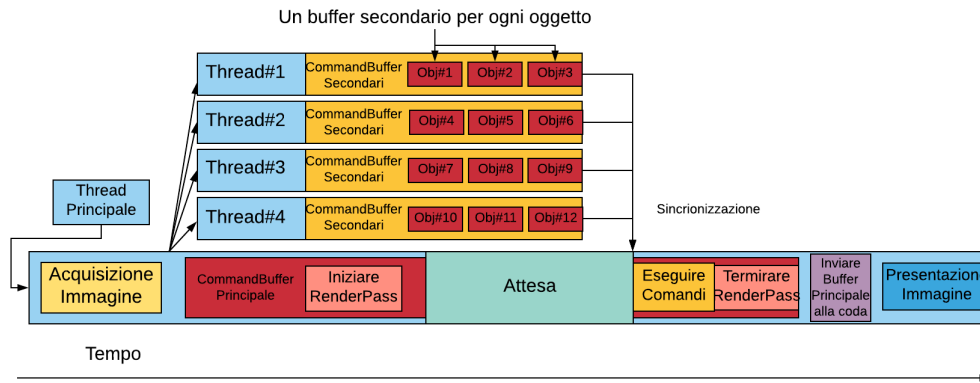 Un buffer secondario per ogni oggetto
Thread#1
CommandBuffer
Secondari
Obj#1
Obj#2
Obj#3
Thread#2
CommandBuffer
Secondari
Obj#4
Obj#5
Obj#6
Thread#3
CommandBuffer
Secondari
Obj#7
Obj#8
Obj#9
Thread#4
CommandBuffer
Secondari
Obj#10
Obj#11
Obj#12
Thread
Principale
Sincrionizzazione
Acquisizione
Immagine
CommandBuffer
Principale
Iniziare
RenderPass
Attesa
Eseguire
Comandi
Termirare
RenderPass
Inviare
Buffer
Principale
alla coda
Presentazione
Immagine
Tempo